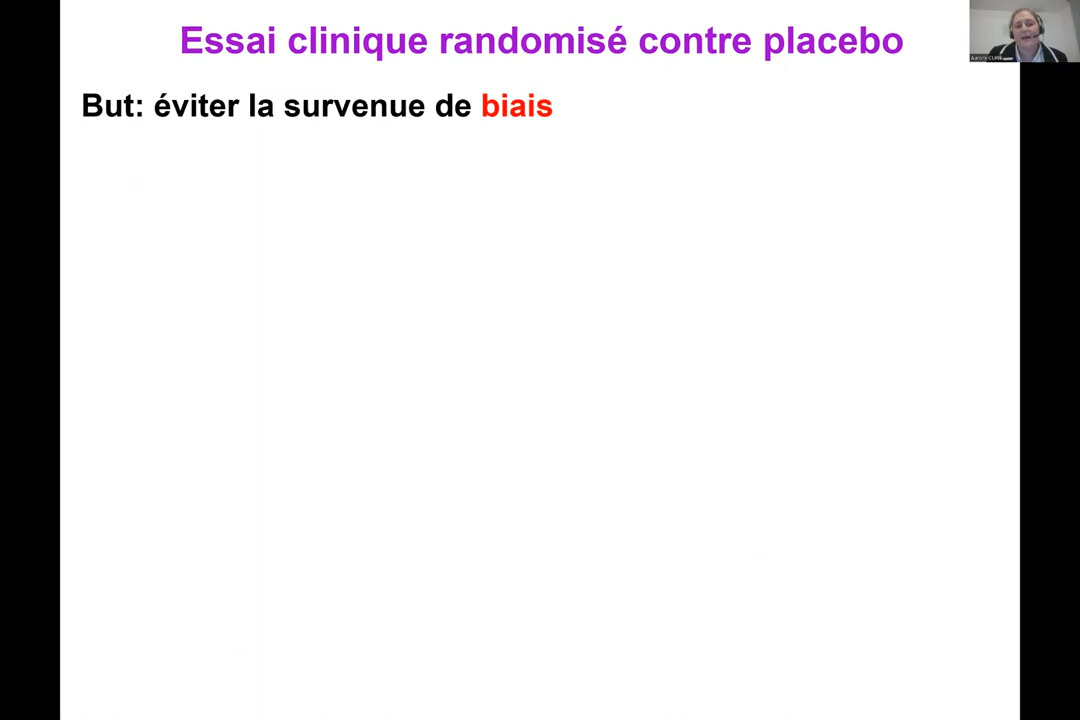 Essai clinique randomisé contre placebo
But: éviter la survenue de biais